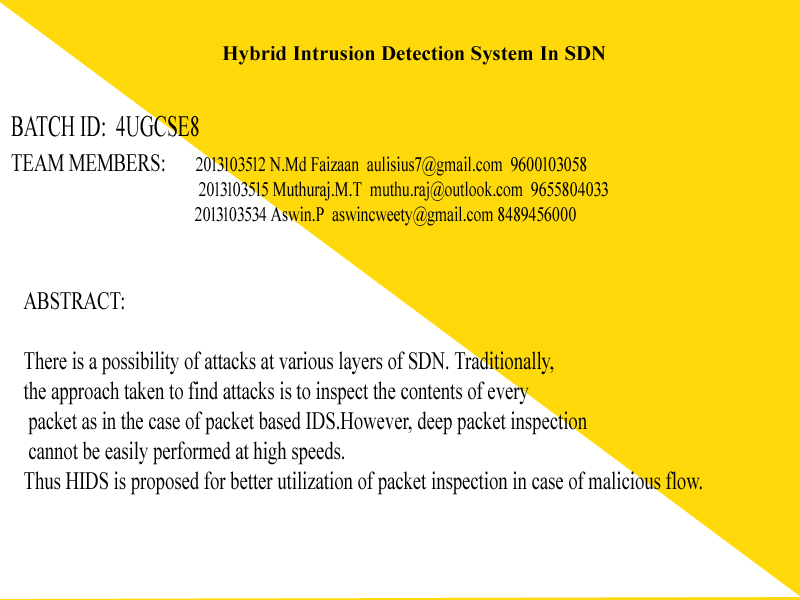 Hybrid Intrusion Detection System In SDN
BATCH ID: 4UGCSE8
TEAM MEMBERS: 2013103512 N.Md Faizaan aulisius7@gmail.com 9600103058
2013103515 Muthuraj.M.T muthu.raj@outlook.com 9655804033
2013103534 Aswin.P aswincweety@gmail.com 8489456000
ABSTRACT:
There is a possibility of attacks at various layers of SDN. Traditionally,
the approach taken to find attacks is to inspect the contents of every
packet as in the case of packet based IDS.However, deep packet inspection
cannot be easily performed at high speeds.
Thus HIDS is proposed for better utilization of packet inspection in case of malicious flow.